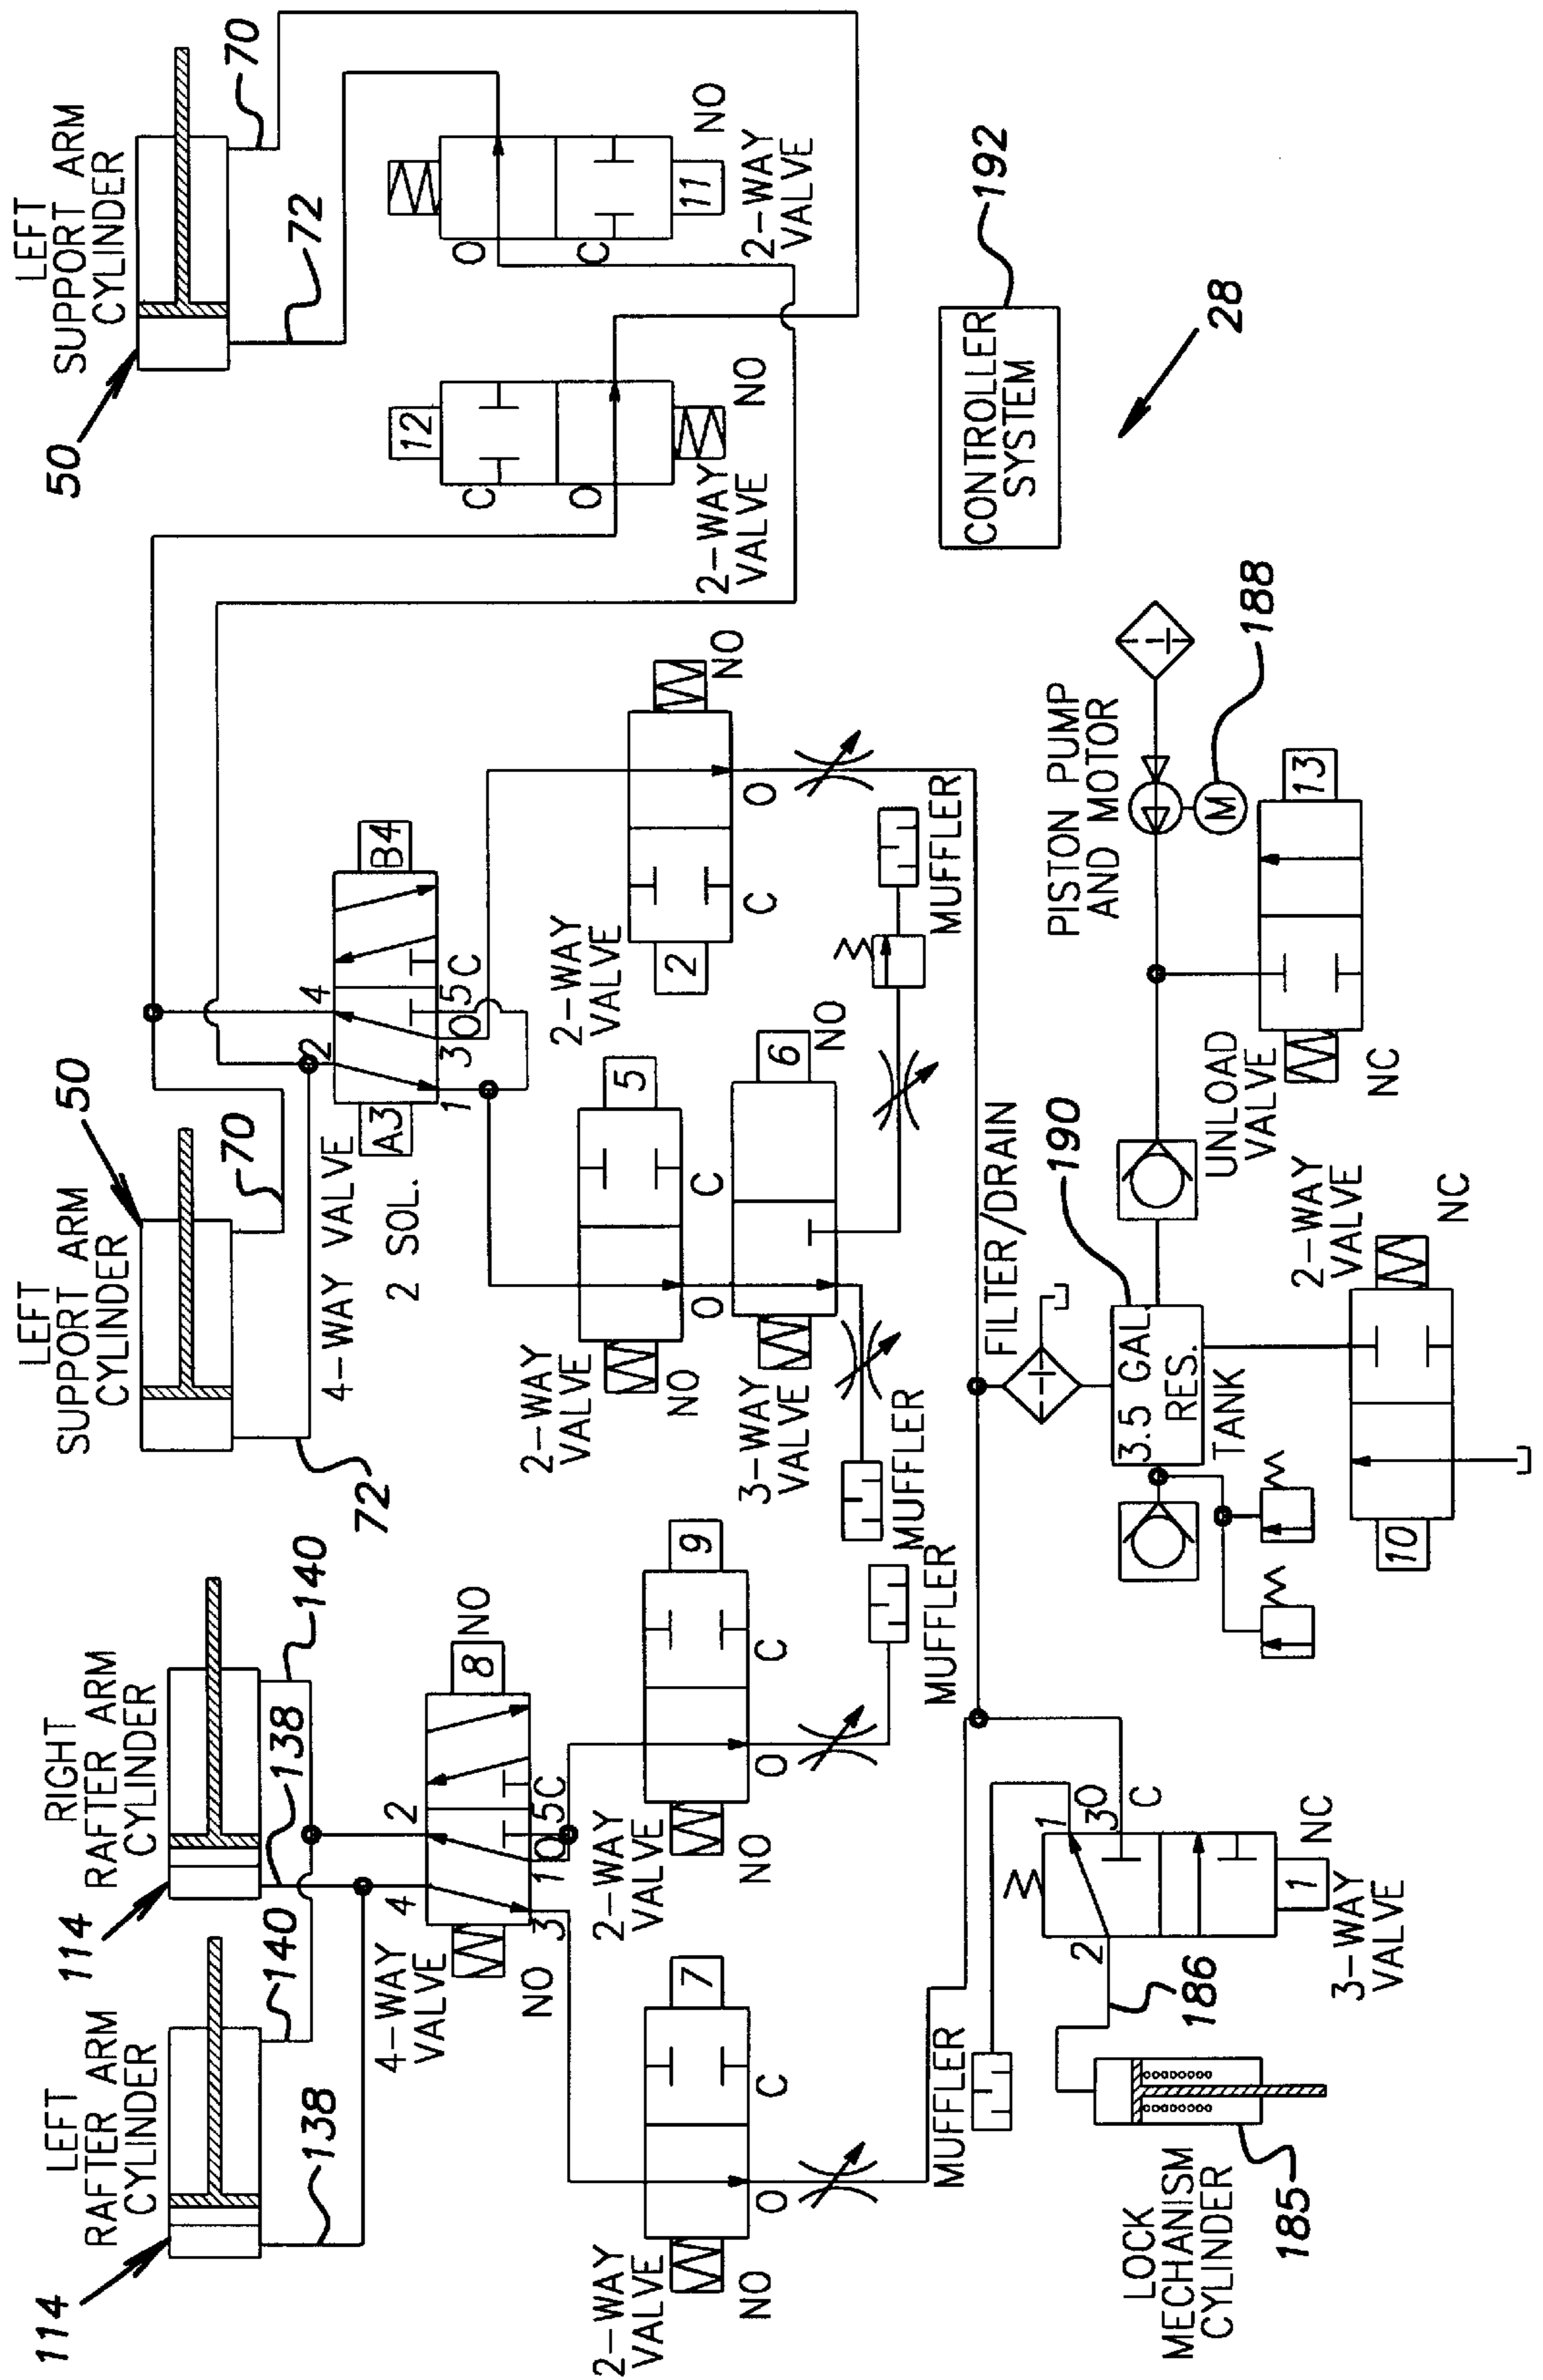 LEFT
RAFTER ARM
CYLINDER
114
138
140
RIGHT
RAFTER ARM
CYLINDER
114
138
140
LEFT
SUPPORT ARM
CYLINDER
50
70
72
LEFT
SUPPORT ARM
CYLINDER
50
70
72
4-WAY
VALVE
NO
4
2
8
NO
3
1
O
5
C
4-WAY VALVE
2 SOL.
A3
2
4
B4
1
3
O
5
C
12
C
O
NO
2-WAY
VALVE
O
C
11
NO
2-WAY
VALVE
2-WAY
VALVE
NO
7
O
C
2-WAY
VALVE
NO
9
O
C
MUFFLER
2-WAY
VALVE
NO
5
O
C
3-WAY
VALVE
6
NO
MUFFLER
2-WAY
VALVE
2
NO
C
O
MUFFLER
MUFFLER
LOCK
MECHANISM
CYLINDER
185
186
2
1
3
O
C
1
NC
3-WAY
VALVE
FILTER/DRAIN
190
3.5 GAL
RES.
TANK
10
2-WAY
VALVE
NC
UNLOAD
VALVE
NC
13
PISTON PUMP
AND MOTOR
M
188
CONTROLLER
SYSTEM
192
28